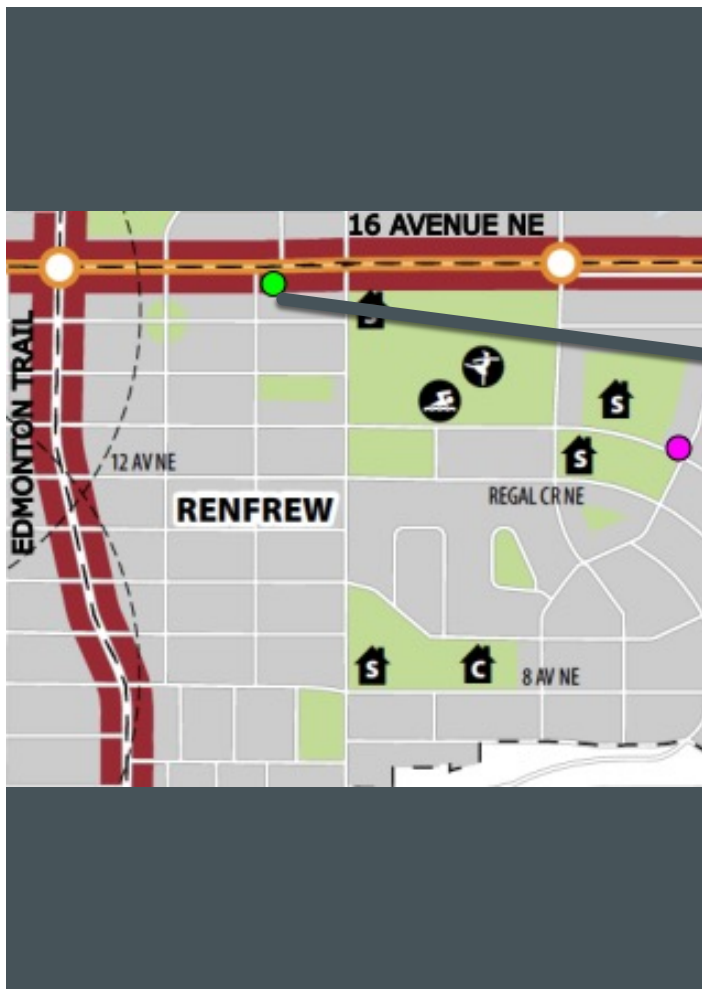 16 AVENUE NE
EDMONTON TRAIL
12 AV NE
S
S
RENFREW
REGAL CR NE
S
C
8 AV NE